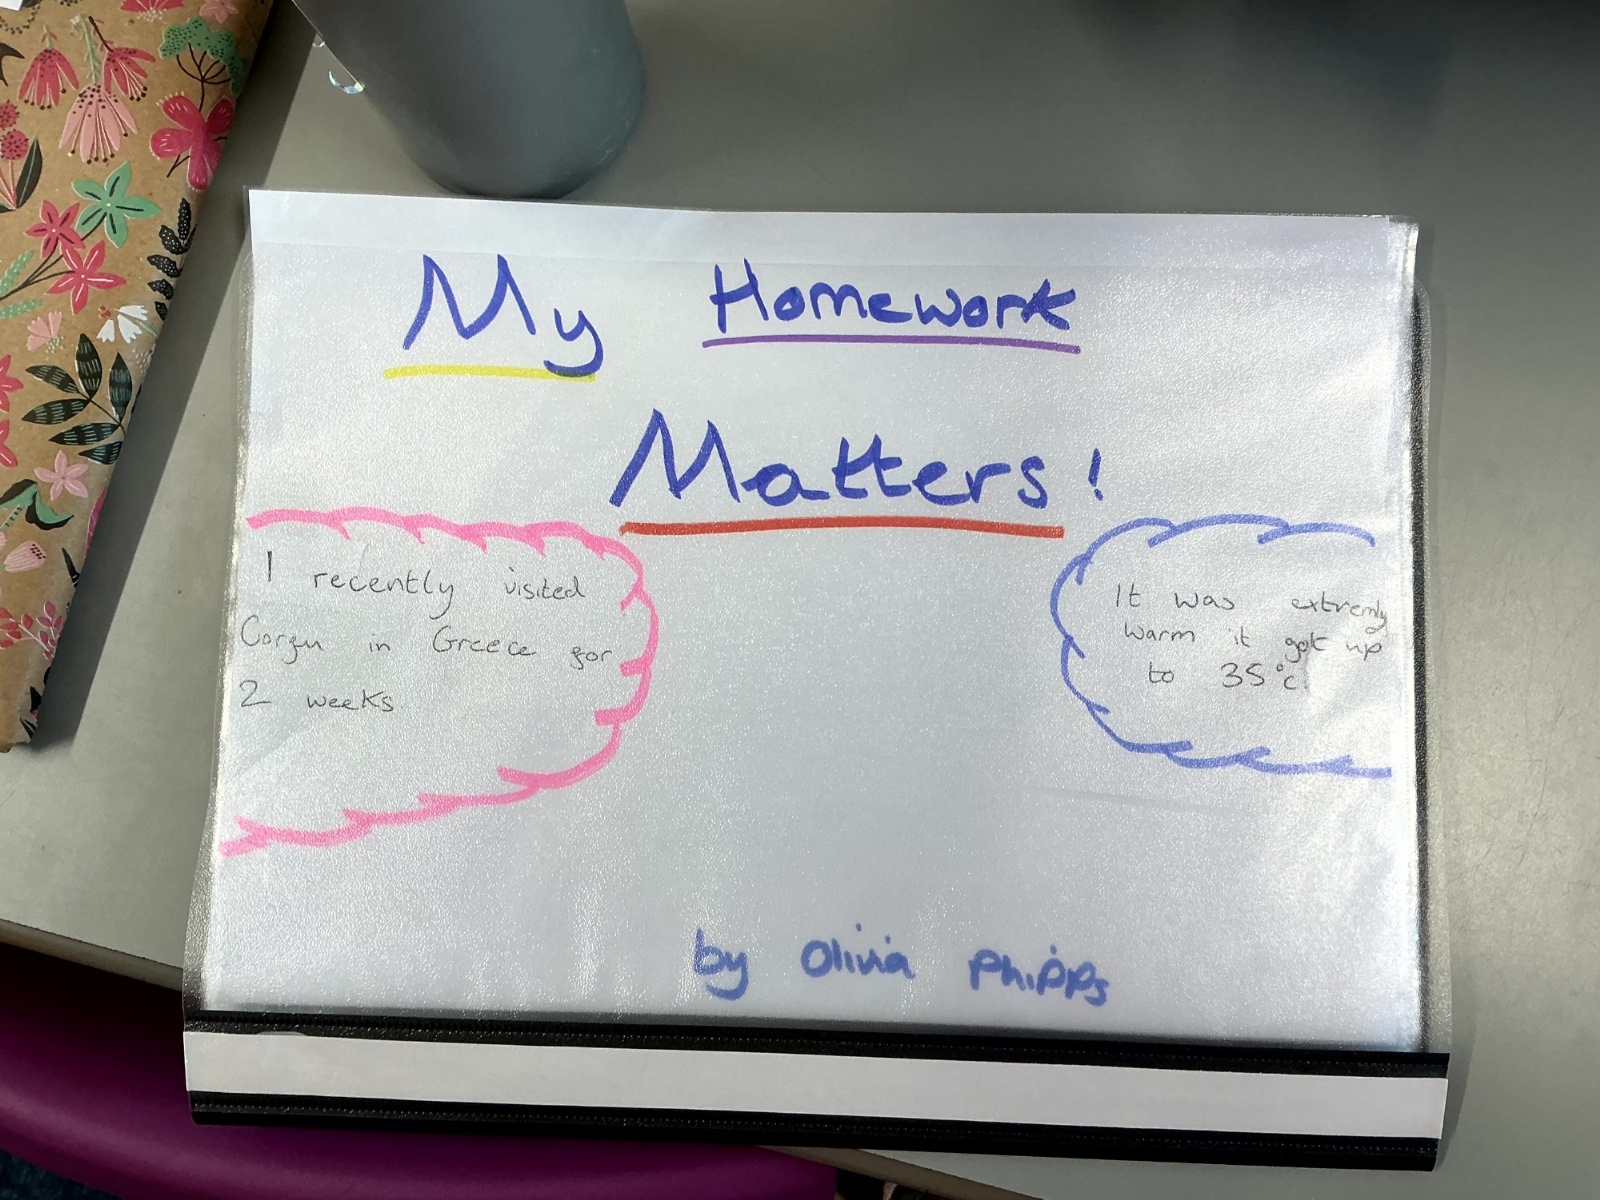 My Homework
Matters!
I recently visited
Corfu in Greece for
2 weeks
It was extremly
warm it got up
to 35°c.
by Olivia Phipps